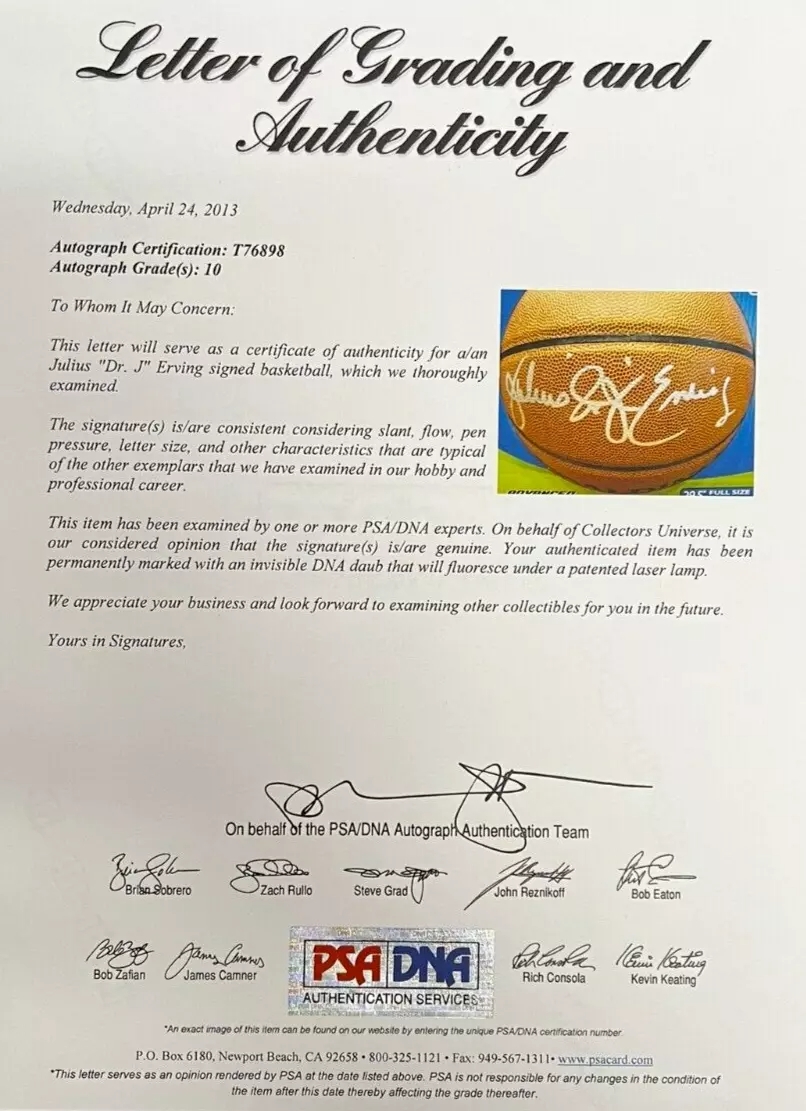 Letter of Grading and
Authenticity
Wednesday, April 24, 2013
Autograph Certification: T76898
Autograph Grade(s): 10
To Whom It May Concern:
This letter will serve as a certificate of authenticity for a/an
Julius "Dr. J" Erving signed basketball, which we thoroughly
examined.
The signature(s) is/are consistent considering slant, flow, pen
pressure, letter size, and other characteristics that are typical
of the other exemplars that we have examined in our hobby and
professional career.
Julius Dr. J Erving
ADVANCED
29.5" FULL SIZE
This item has been examined by one or more PSA/DNA experts. On behalf of Collectors Universe, it is
our considered opinion that the signature(s) is/are genuine. Your authenticated item has been
permanently marked with an invisible DNA daub that will fluoresce under a patented laser lamp.
We appreciate your business and look forward to examining other collectibles for you in the future.
Yours in Signatures,
On behalf of the PSA/DNA Autograph Authentication Team
Brian Sobrero Zach Rullo Steve Grad John Reznikoff Bob Eaton
Bob Zafian James Camner Rich Consola Kevin Keating
PSA DNA
AUTHENTICATION SERVICES
*An exact image of this item can be found on our website by entering the unique PSA/DNA certification number.
P.O. Box 6180, Newport Beach, CA 92658 • 800-325-1121 • Fax: 949-567-1311• www.psacard.com
*This letter serves as an opinion rendered by PSA at the date listed above. PSA is not responsible for any changes in the condition of
the item after this date thereby affecting the grade thereafter.